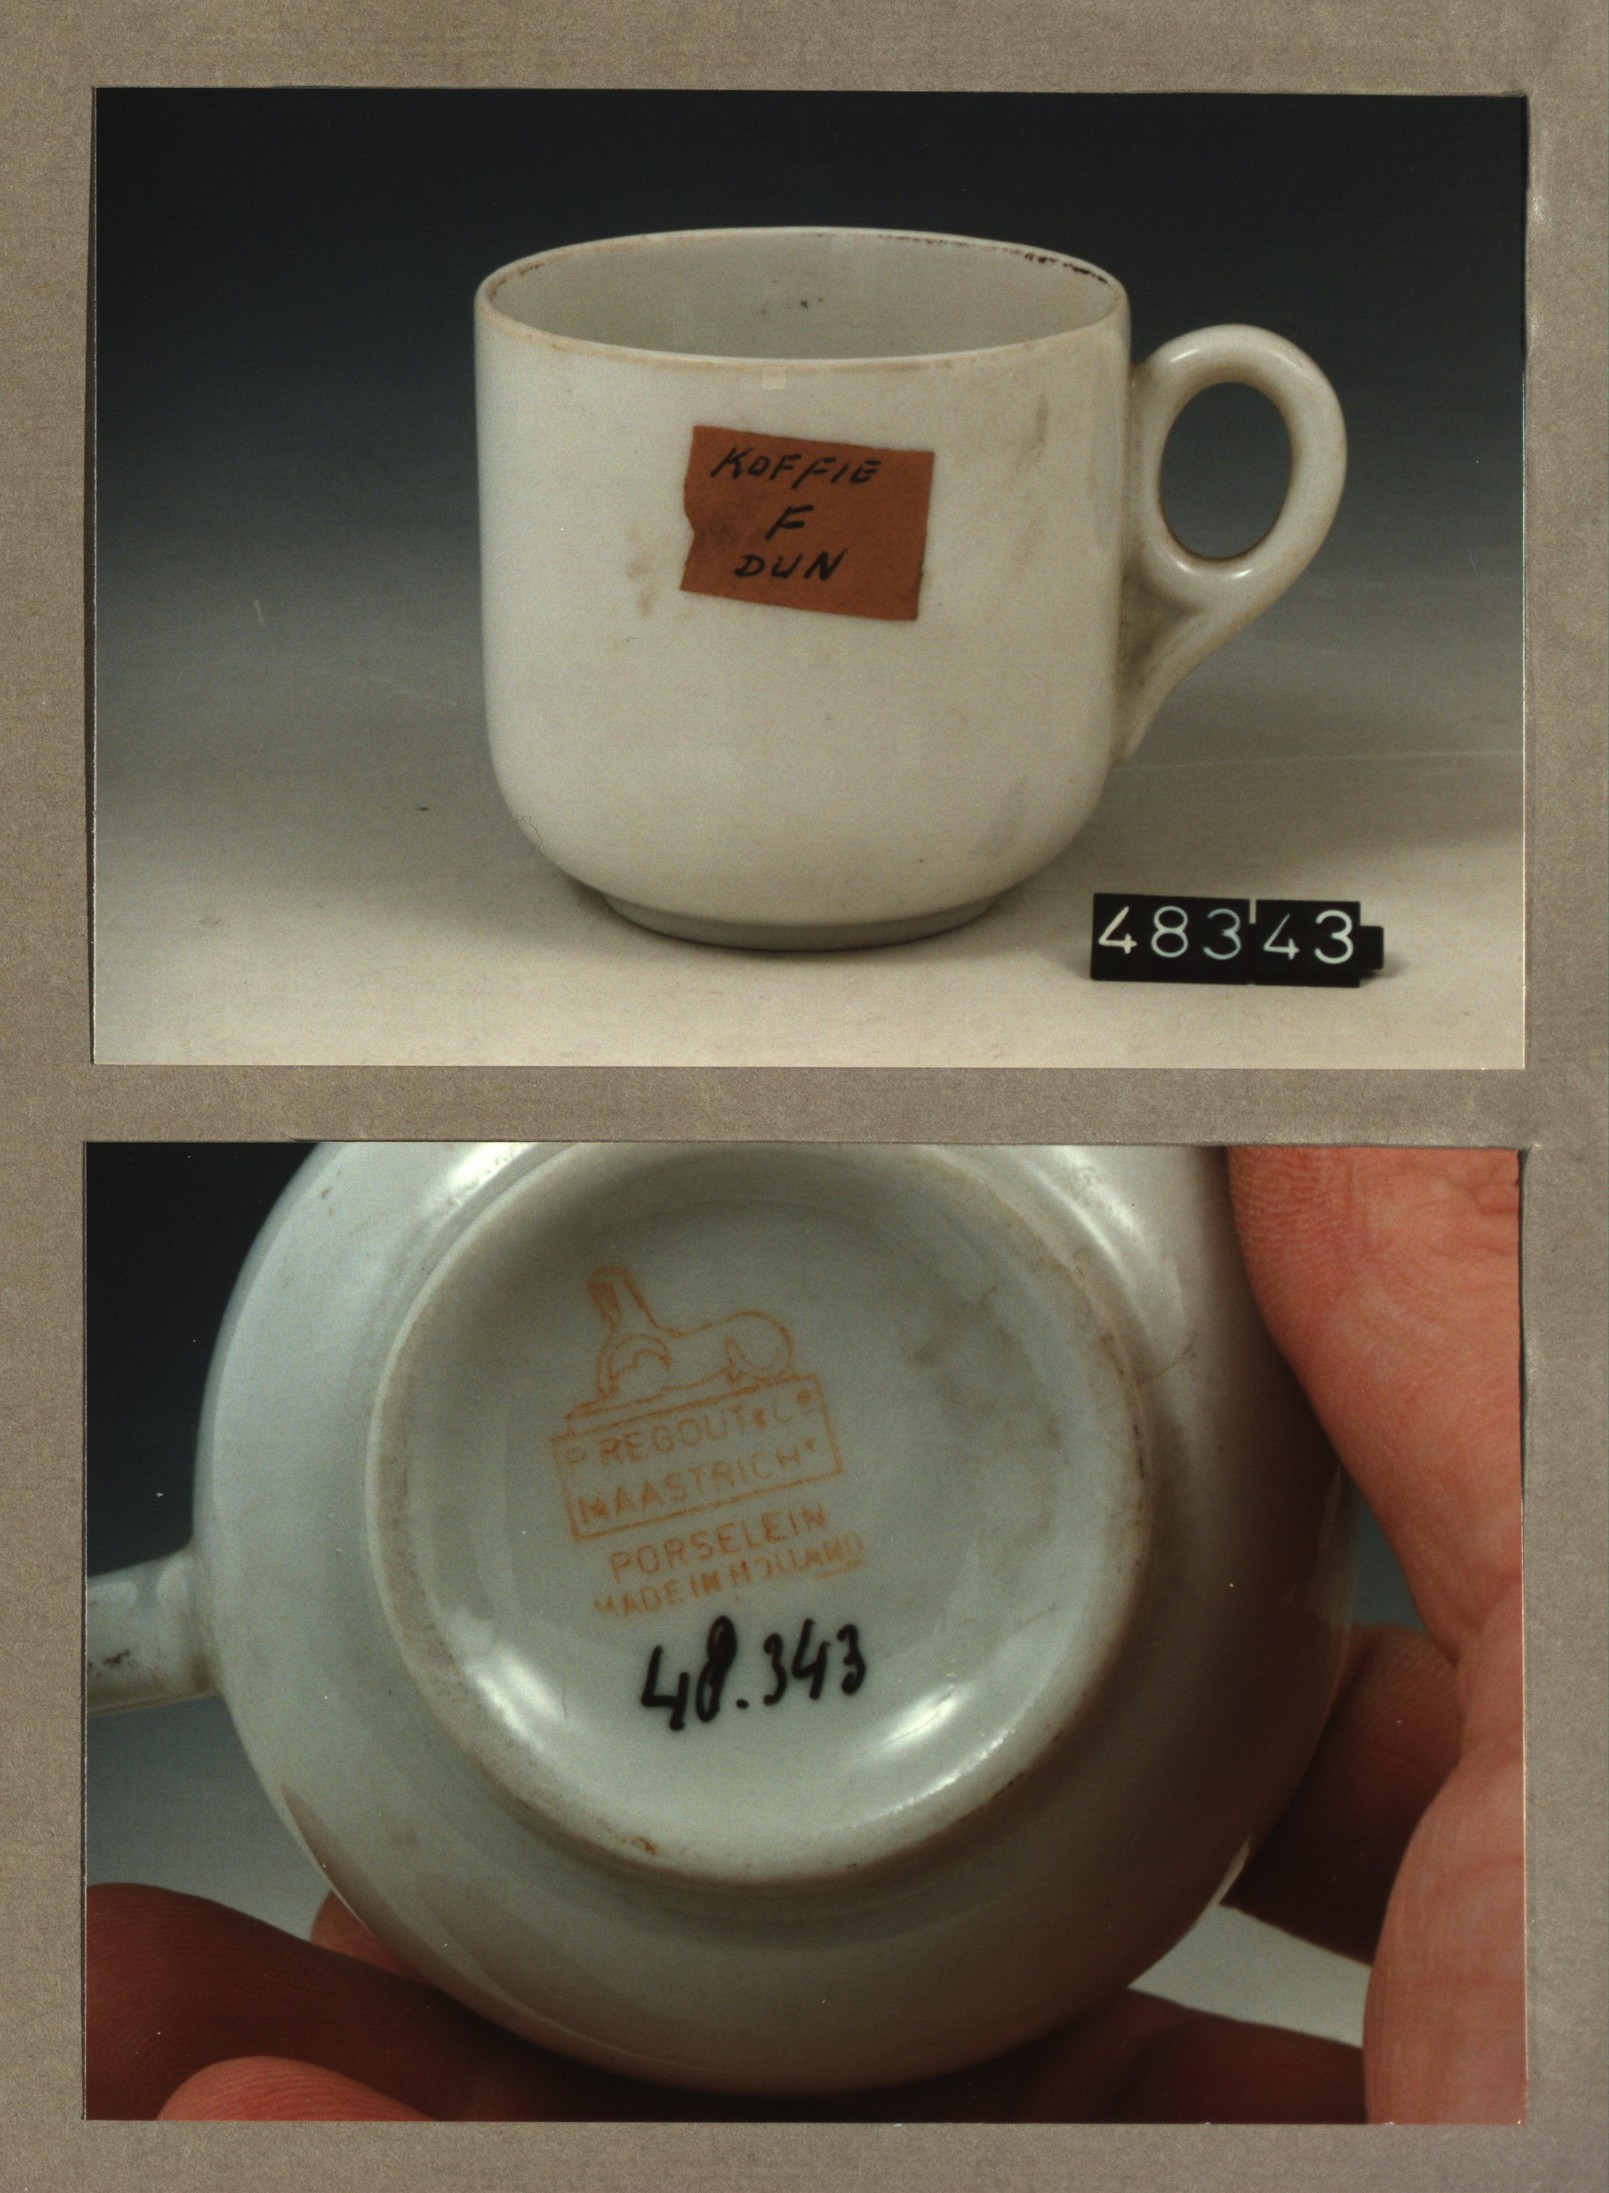 KOFFIE
F
DUN
48343
P. REGOUT & Co
MAASTRICHT
PORSELEIN
MADE IN HOLLAND
48.343